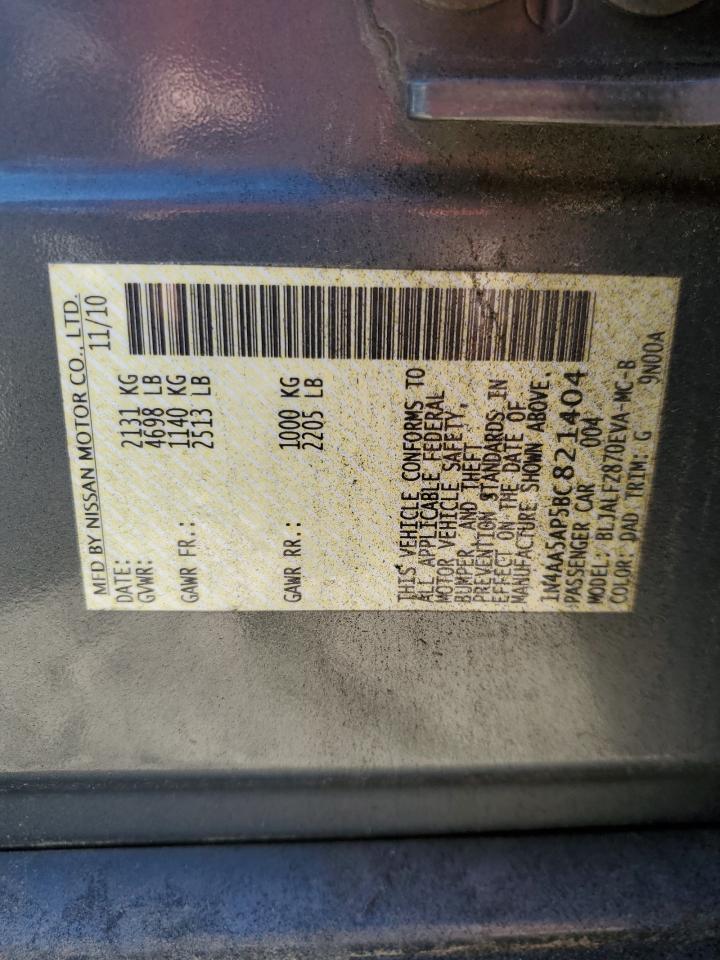 MFD BY NISSAN MOTOR CO., LTD.
DATE: 11/10
GVWR: 2131 KG
4698 LB
GAWR FR.: 1140 KG
2513 LB
GAWR RR.: 1000 KG
2205 LB
THIS VEHICLE CONFORMS TO
ALL APPLICABLE FEDERAL
MOTOR VEHICLE SAFETY,
BUMPER, AND THEFT
PREVENTION STANDARDS IN
EFFECT ON THE DATE OF
MANUFACTURE SHOWN ABOVE.
1N4AA5AP5BC821404
PASSENGER CAR 004
MODEL: BLJALFZ870EVA-MC-B
COLOR: DAD TRIM: G 9N00A